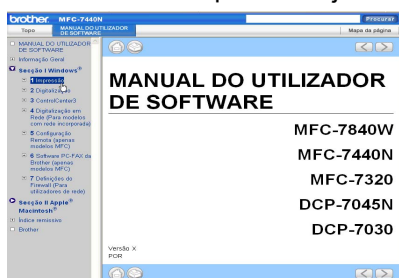 brother. MFC-7440N
Procurar
Topo
MANUAL DO UTILIZADOR DE SOFTWARE
Mapa da página
MANUAL DO UTILIZADOR
DE SOFTWARE
Informação Geral
Secção I Windows®
1 Impressão
2 Digitalização
3 ControlCenter3
4 Digitalização em
Rede (Para modelos
com rede incorporada)
5 Configuração
Remota (apenas
modelos MFC)
6 Software PC-FAX da
Brother (apenas
modelos MFC)
7 Definições do
Firewall (Para
utilizadores de rede)
Secção II Apple®
Macintosh®
Índice remissivo
Brother
MANUAL DO UTILIZADOR
DE SOFTWARE
MFC-7840W
MFC-7440N
MFC-7320
DCP-7045N
DCP-7030
Versão X
POR